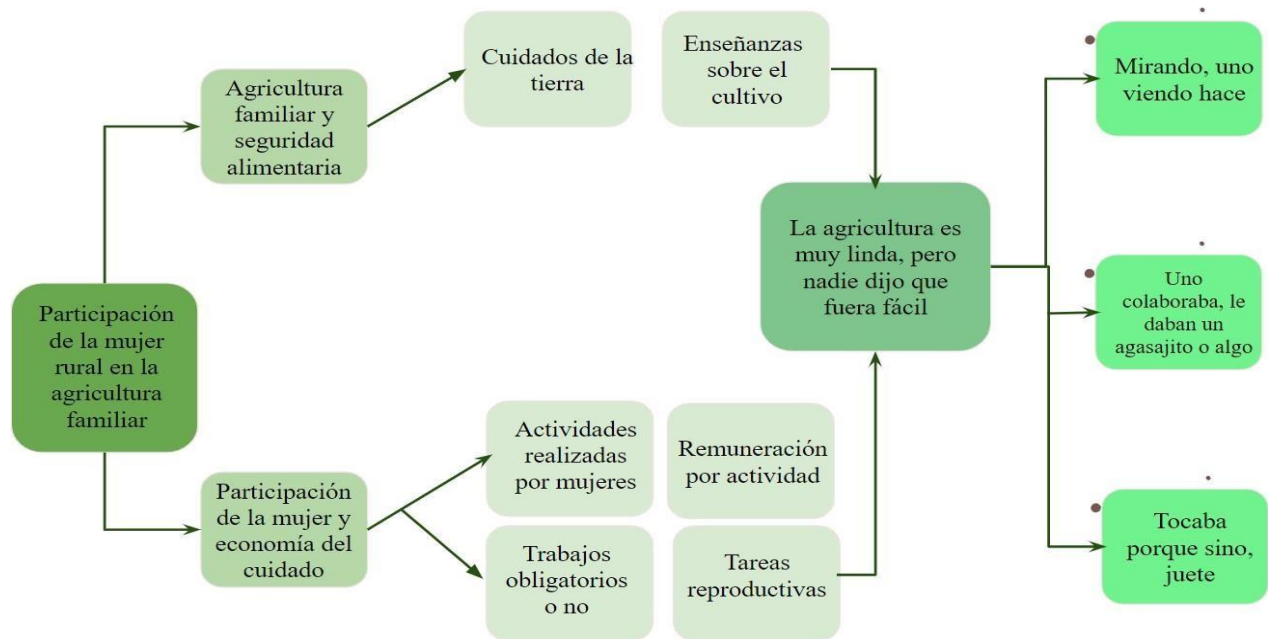 Cuidados de la
tierra
Enseñanzas
sobre el
cultivo
Mirando, uno
viendo hace
Agricultura
familiar y
seguridad
alimentaria
La agricultura es
muy linda, pero
nadie dijo que
fuera fácil
Uno
colaboraba, le
daban un
agasajito o algo
Participación
de la mujer
rural en la
agricultura
familiar
Actividades
realizadas
por mujeres
Remuneración
por actividad
Participación
de la mujer y
economía del
cuidado
Trabajos
obligatorios
o no
Tareas
reproductivas
Tocaba
porque sino,
juete